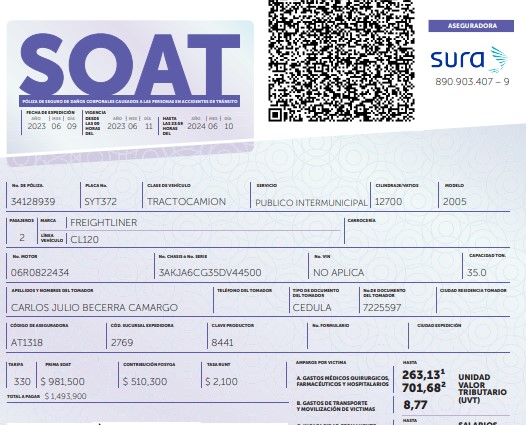 ASEGURADORA
SOAT
sura
890.903.407 – 9
PÓLIZA DE SEGURO DE DAÑOS CORPORALES CAUSADOS A LAS PERSONAS EN ACCIDENTES DE TRÁNSITO
FECHA DE EXPEDICIÓN VIGENCIA
AÑO MES DÍA DESDE LAS 00 HORAS DEL AÑO MES DÍA HASTA LAS 23:59 HORAS DEL AÑO MES DÍA
2023 06 09 2023 06 11 2024 06 10
No. DE PÓLIZA. PLACA No. CLASE DE VEHÍCULO SERVICIO CILINDRAJE/VATIOS MODELO
34128939 SYT372 TRACTOCAMION PUBLICO INTERMUNICIPAL 12700 2005
PASAJEROS MARCA FREIGHTLINER CARROCERÍA
2 LÍNEA VEHÍCULO CL120
No. MOTOR No. CHASIS ó No. SERIE No. VIN CAPACIDAD TON.
06R0822434 3AKJA6CG35DV44500 NO APLICA 35.0
APELLIDOS Y NOMBRES DEL TOMADOR TELÉFONO DEL TOMADOR TIPO DE DOCUMENTO DEL TOMADOR No.DE DOCUMENTO DEL TOMADOR CIUDAD RESIDENCIA TOMADOR
CARLOS JULIO BECERRA CAMARGO CEDULA 7225597
CÓDIGO DE ASEGURADORA CÓD. SUCURSAL EXPEDIDORA CLAVE PRODUCTOR No. FORMULARIO CIUDAD EXPEDICIÓN
AT1318 2769 8441
TARIFA PRIMA SOAT CONTRIBUCIÓN FOSYGA TASA RUNT AMPAROS POR VICTIMA HASTA
330 $ 981,500 $ 510,300 $ 2,100 A. GASTOS MÉDICOS QUIRURGICOS, FARMACÉUTICOS Y HOSPITALARIOS 263,13¹ 701,68² UNIDAD VALOR TRIBUTARIO (UVT)
TOTAL A PAGAR $ 1,493,900
B. GASTOS DE TRANSPORTE Y MOVILIZACIÓN DE VICTIMAS 8,77
HASTA